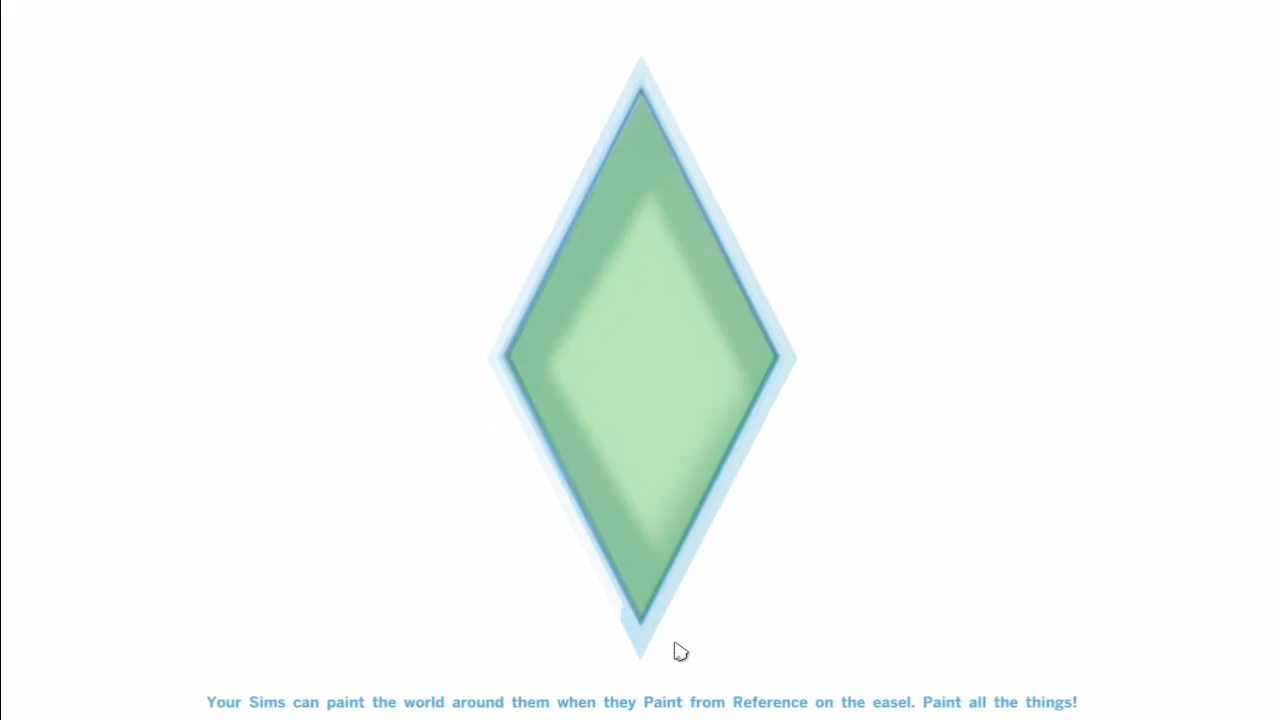 Your Sims can paint the world around them when they Paint from Reference on the easel. Paint all the things!